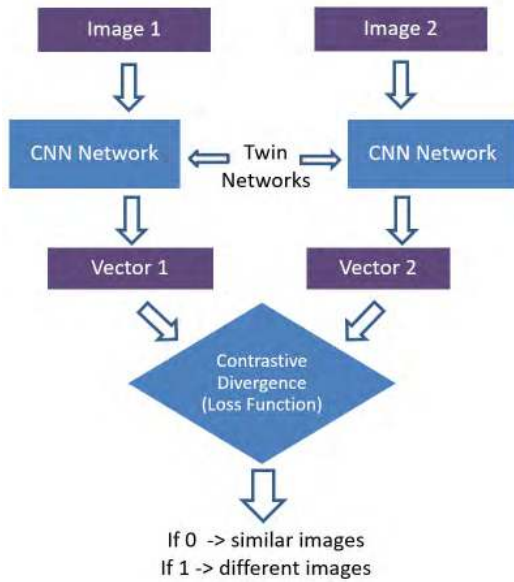 Image 1
Image 2
CNN Network
Twin
Networks
CNN Network
Vector 1
Vector 2
Contrastive
Divergence
(Loss Function)
If 0 -> similar images
If 1 -> different images